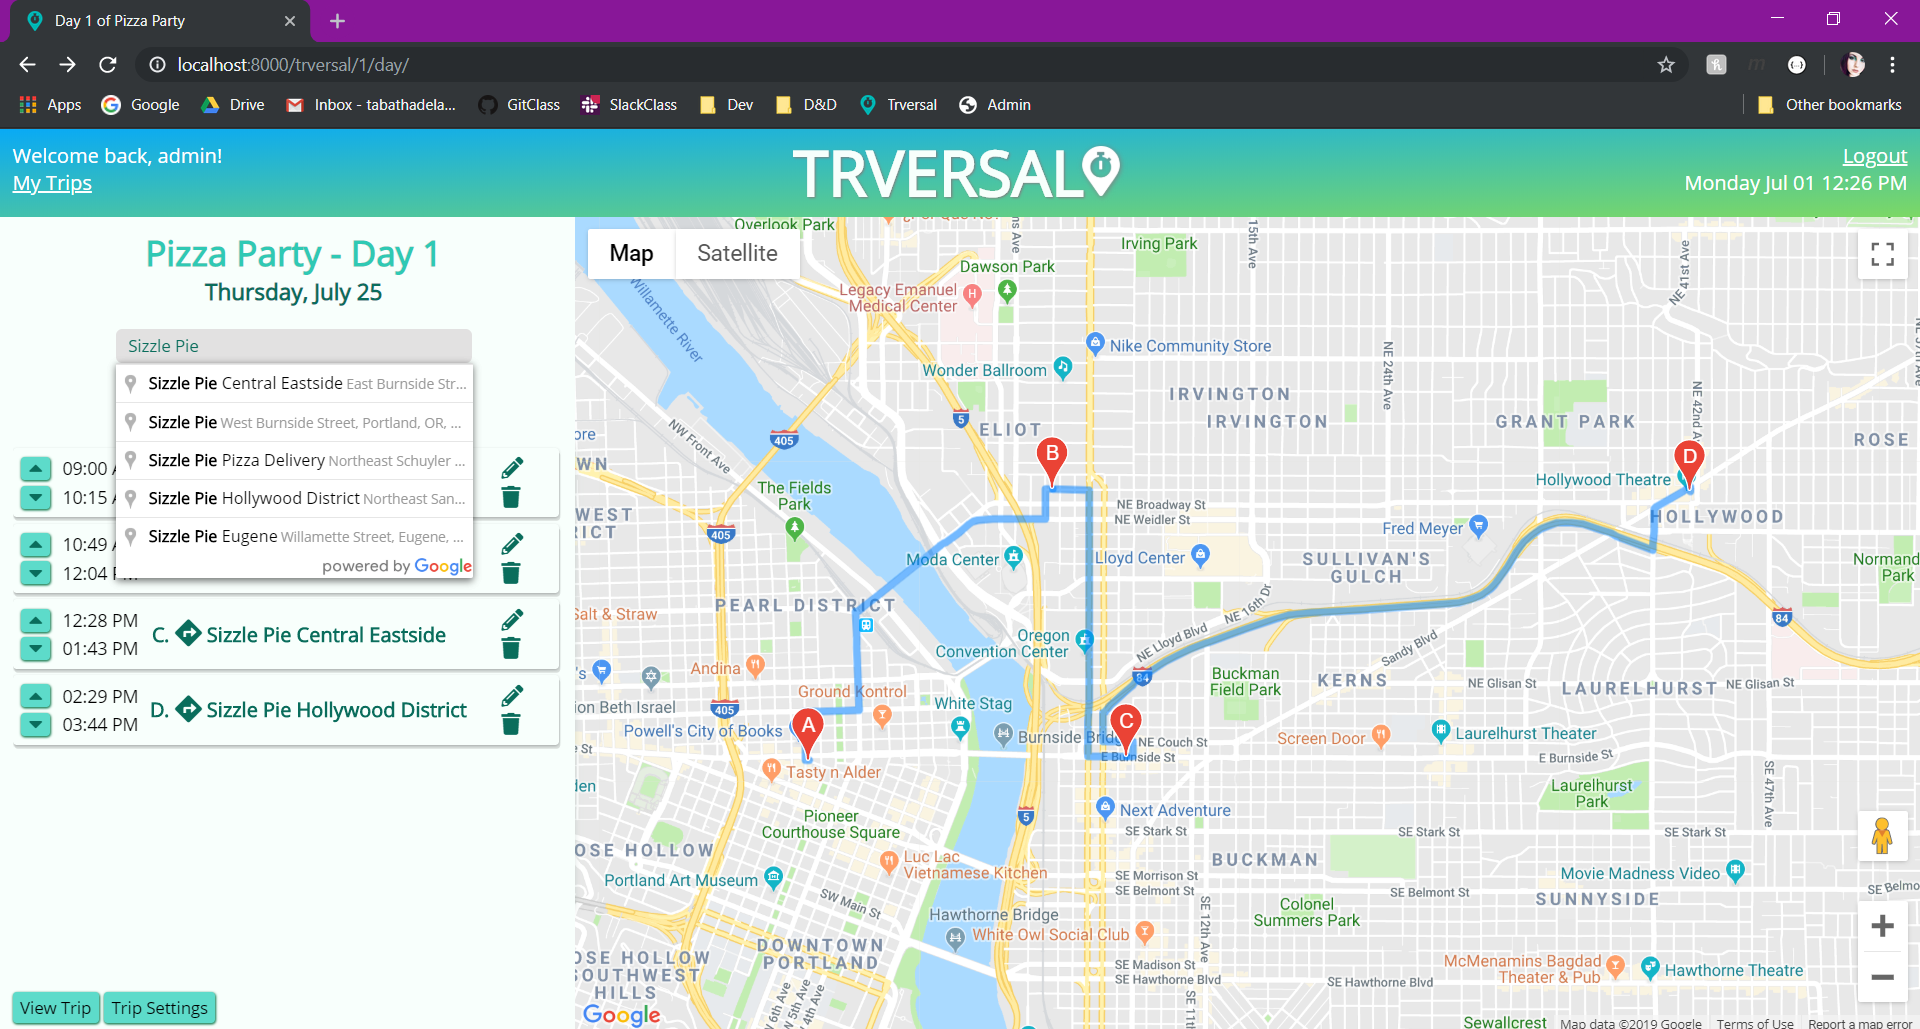 Day 1 of Pizza Party
localhost:8000/trversal/1/day/
Apps
Google
Drive
Inbox - tabathadela...
GitClass
SlackClass
Dev
D&D
Trversal
Admin
Other bookmarks
Welcome back, admin!
My Trips
TRVERSAL
Logout
Monday Jul 01 12:26 PM
Pizza Party - Day 1
Thursday, July 25
Sizzle Pie
Sizzle Pie Central Eastside East Burnside Str...
Sizzle Pie West Burnside Street, Portland, OR, ...
Sizzle Pie Pizza Delivery Northeast Schuyler ...
Sizzle Pie Hollywood District Northeast San...
Sizzle Pie Eugene Willamette Street, Eugene, ...
powered by Google
09:00
10:15
10:49
12:04
12:28 PM
01:43 PM
C. Sizzle Pie Central Eastside
02:29 PM
03:44 PM
D. Sizzle Pie Hollywood District
View Trip
Trip Settings
Map
Satellite
Overlook Park
Irving Park
Dawson Park
Legacy Emanuel
Medical Center
Willamette River
Nike Community Store
Wonder Ballroom
NE 15th Ave
NE 24th Ave
NE 41st Ave
NE 42nd Ave
IRVINGTON
IRVINGTON
GRANT PARK
ROSE
ELIOT
5
405
NW Front Ave
B
D
Hollywood Theatre
HOLLYWOOD
The Fields
Park
405
NE Broadway St
NE Weidler St
Fred Meyer
Moda Center
Lloyd Center
SULLIVAN'S
GULCH
Normand
Park
PEARL DISTRICT
Salt & Straw
NE 16th Dr
NE Lloyd Blvd
84
Oregon
Convention Center
Sandy Blvd
Andina
84
Buckman
Field Park
KERNS
NE Glisan St
LAURELHURST
NE Glisan St
Ground Kontrol
405
ion Beth Israel
White Stag
Powell's City of Books
A
C
Burnside Bridge
NE Couch St
E Burnside St
Screen Door
Laurelhurst Theater
E Burnside St
Tasty n Alder
Laurelhurst
Park
SE 47th Ave
Next Adventure
5
Pioneer
Courthouse Square
SE Stark St
SE Stark St
SE Stark St
OSE HOLLOW
Luc Lac
Vietnamese Kitchen
BUCKMAN
Portland Art Museum
SE Morrison St
SE Belmont St
SE Belmont St
Movie Madness Video
SUNNYSIDE
SE Belmo
SW Main St
Hawthorne Bridge
White Owl Social Club
SE 12th Ave
Colonel
Summers Park
DOWNTOWN
PORTLAND
OSE HOLLOW
SOUTHWEST
HILLS
SE Madison St
SE Hawthorne Blvd
SE Hawthorne Blvd
McMenamins Bagdad
Theater & Pub
Hawthorne Theatre
6th Ave
5th Ave
4th Ave
SE 11th
Google
Sewallcrest
Map data ©2019 Google
Terms of Use
Report a map error